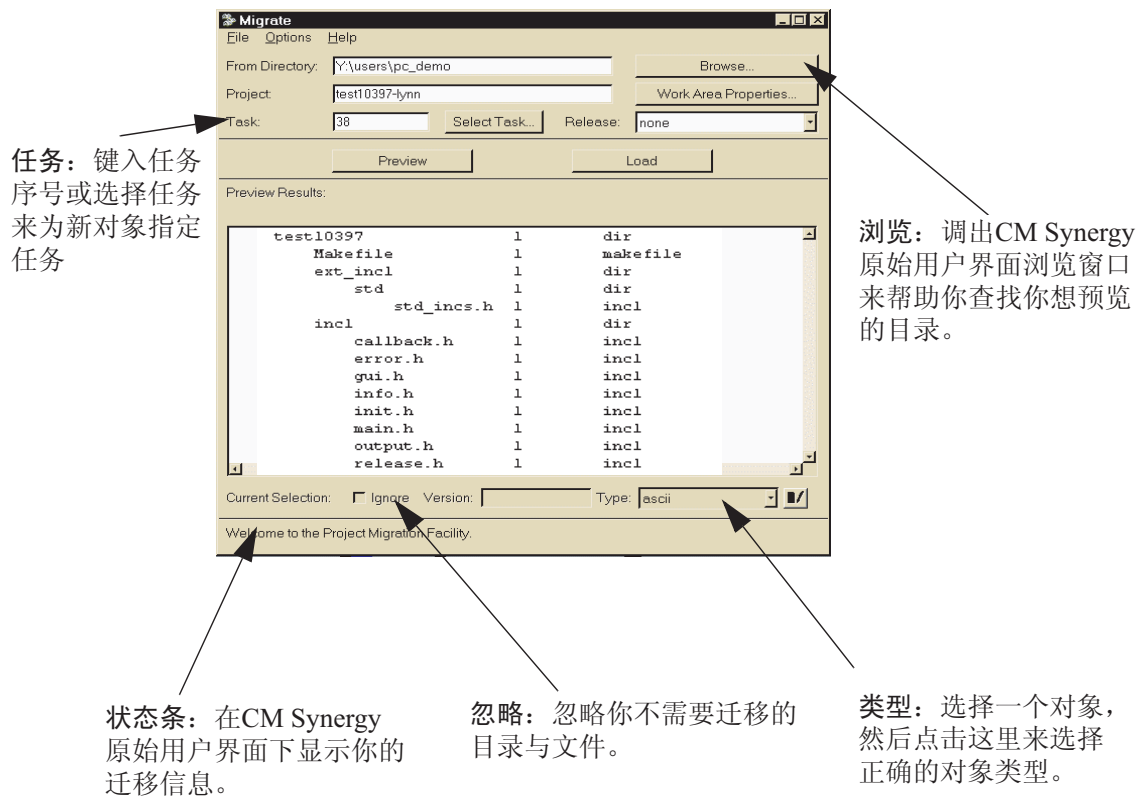 Migrate
File Options Help
From Directory: Y:\users\pc_demo Browse...
Project: test10397-lynn Work Area Properties...
Task: 38 Select Task... Release: none
Preview Load
Preview Results:
test10397 1 dir
Makefile 1 makefile
ext_incl 1 dir
std 1 dir
std_incs.h 1 incl
incl 1 dir
callback.h 1 incl
error.h 1 incl
gui.h 1 incl
info.h 1 incl
init.h 1 incl
main.h 1 incl
output.h 1 incl
release.h 1 incl
Current Selection: Ignore Version: Type: ascii
Welcome to the Project Migration Facility.
任务：键入任务
序号或选择任务
来为新对象指定
任务
浏览：调出CM Synergy
原始用户界面浏览窗口
来帮助你查找你想预览
的目录。
状态条：在CM Synergy
原始用户界面下显示你的
迁移信息。
忽略：忽略你不需要迁移的
目录与文件。
类型：选择一个对象，
然后点击这里来选择
正确的对象类型。